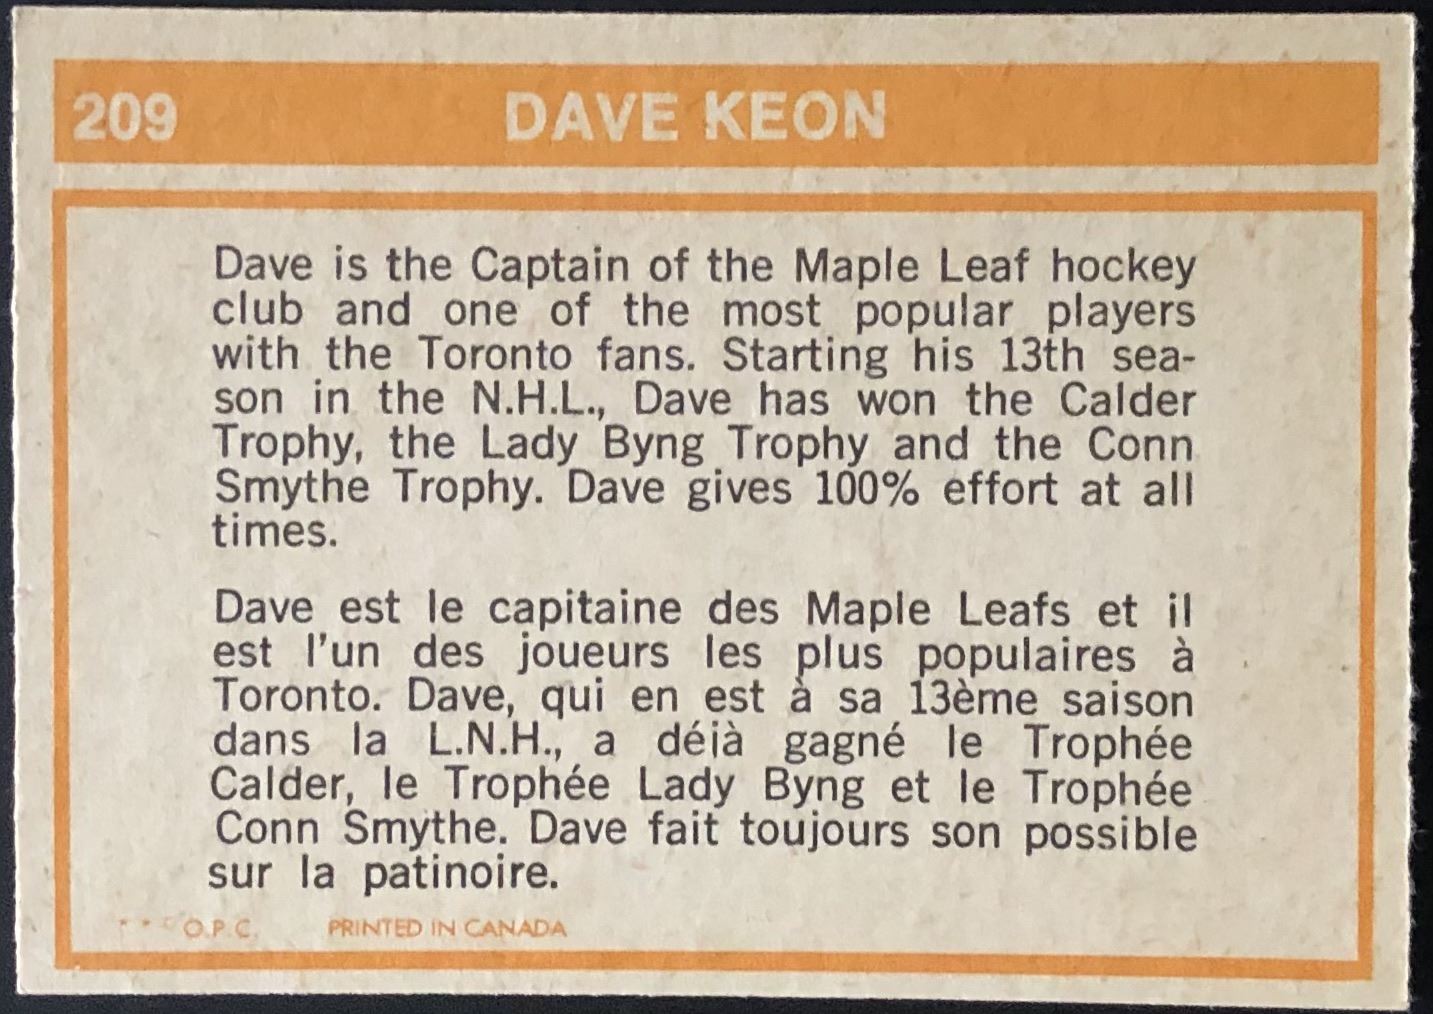 209
DAVE KEON
Dave is the Captain of the Maple Leaf hockey
club and one of the most popular players
with the Toronto fans. Starting his 13th sea-
son in the N.H.L., Dave has won the Calder
Trophy, the Lady Byng Trophy and the Conn
Smythe Trophy. Dave gives 100% effort at all
times.
Dave est le capitaine des Maple Leafs et il
est l'un des joueurs les plus populaires à
Toronto. Dave, qui en est à sa 13ème saison
dans la L.N.H., a déjà gagné le Trophée
Calder, le Trophée Lady Byng et le Trophée
Conn Smythe. Dave fait toujours son possible
sur la patinoire.
* * © O.P.C. PRINTED IN CANADA